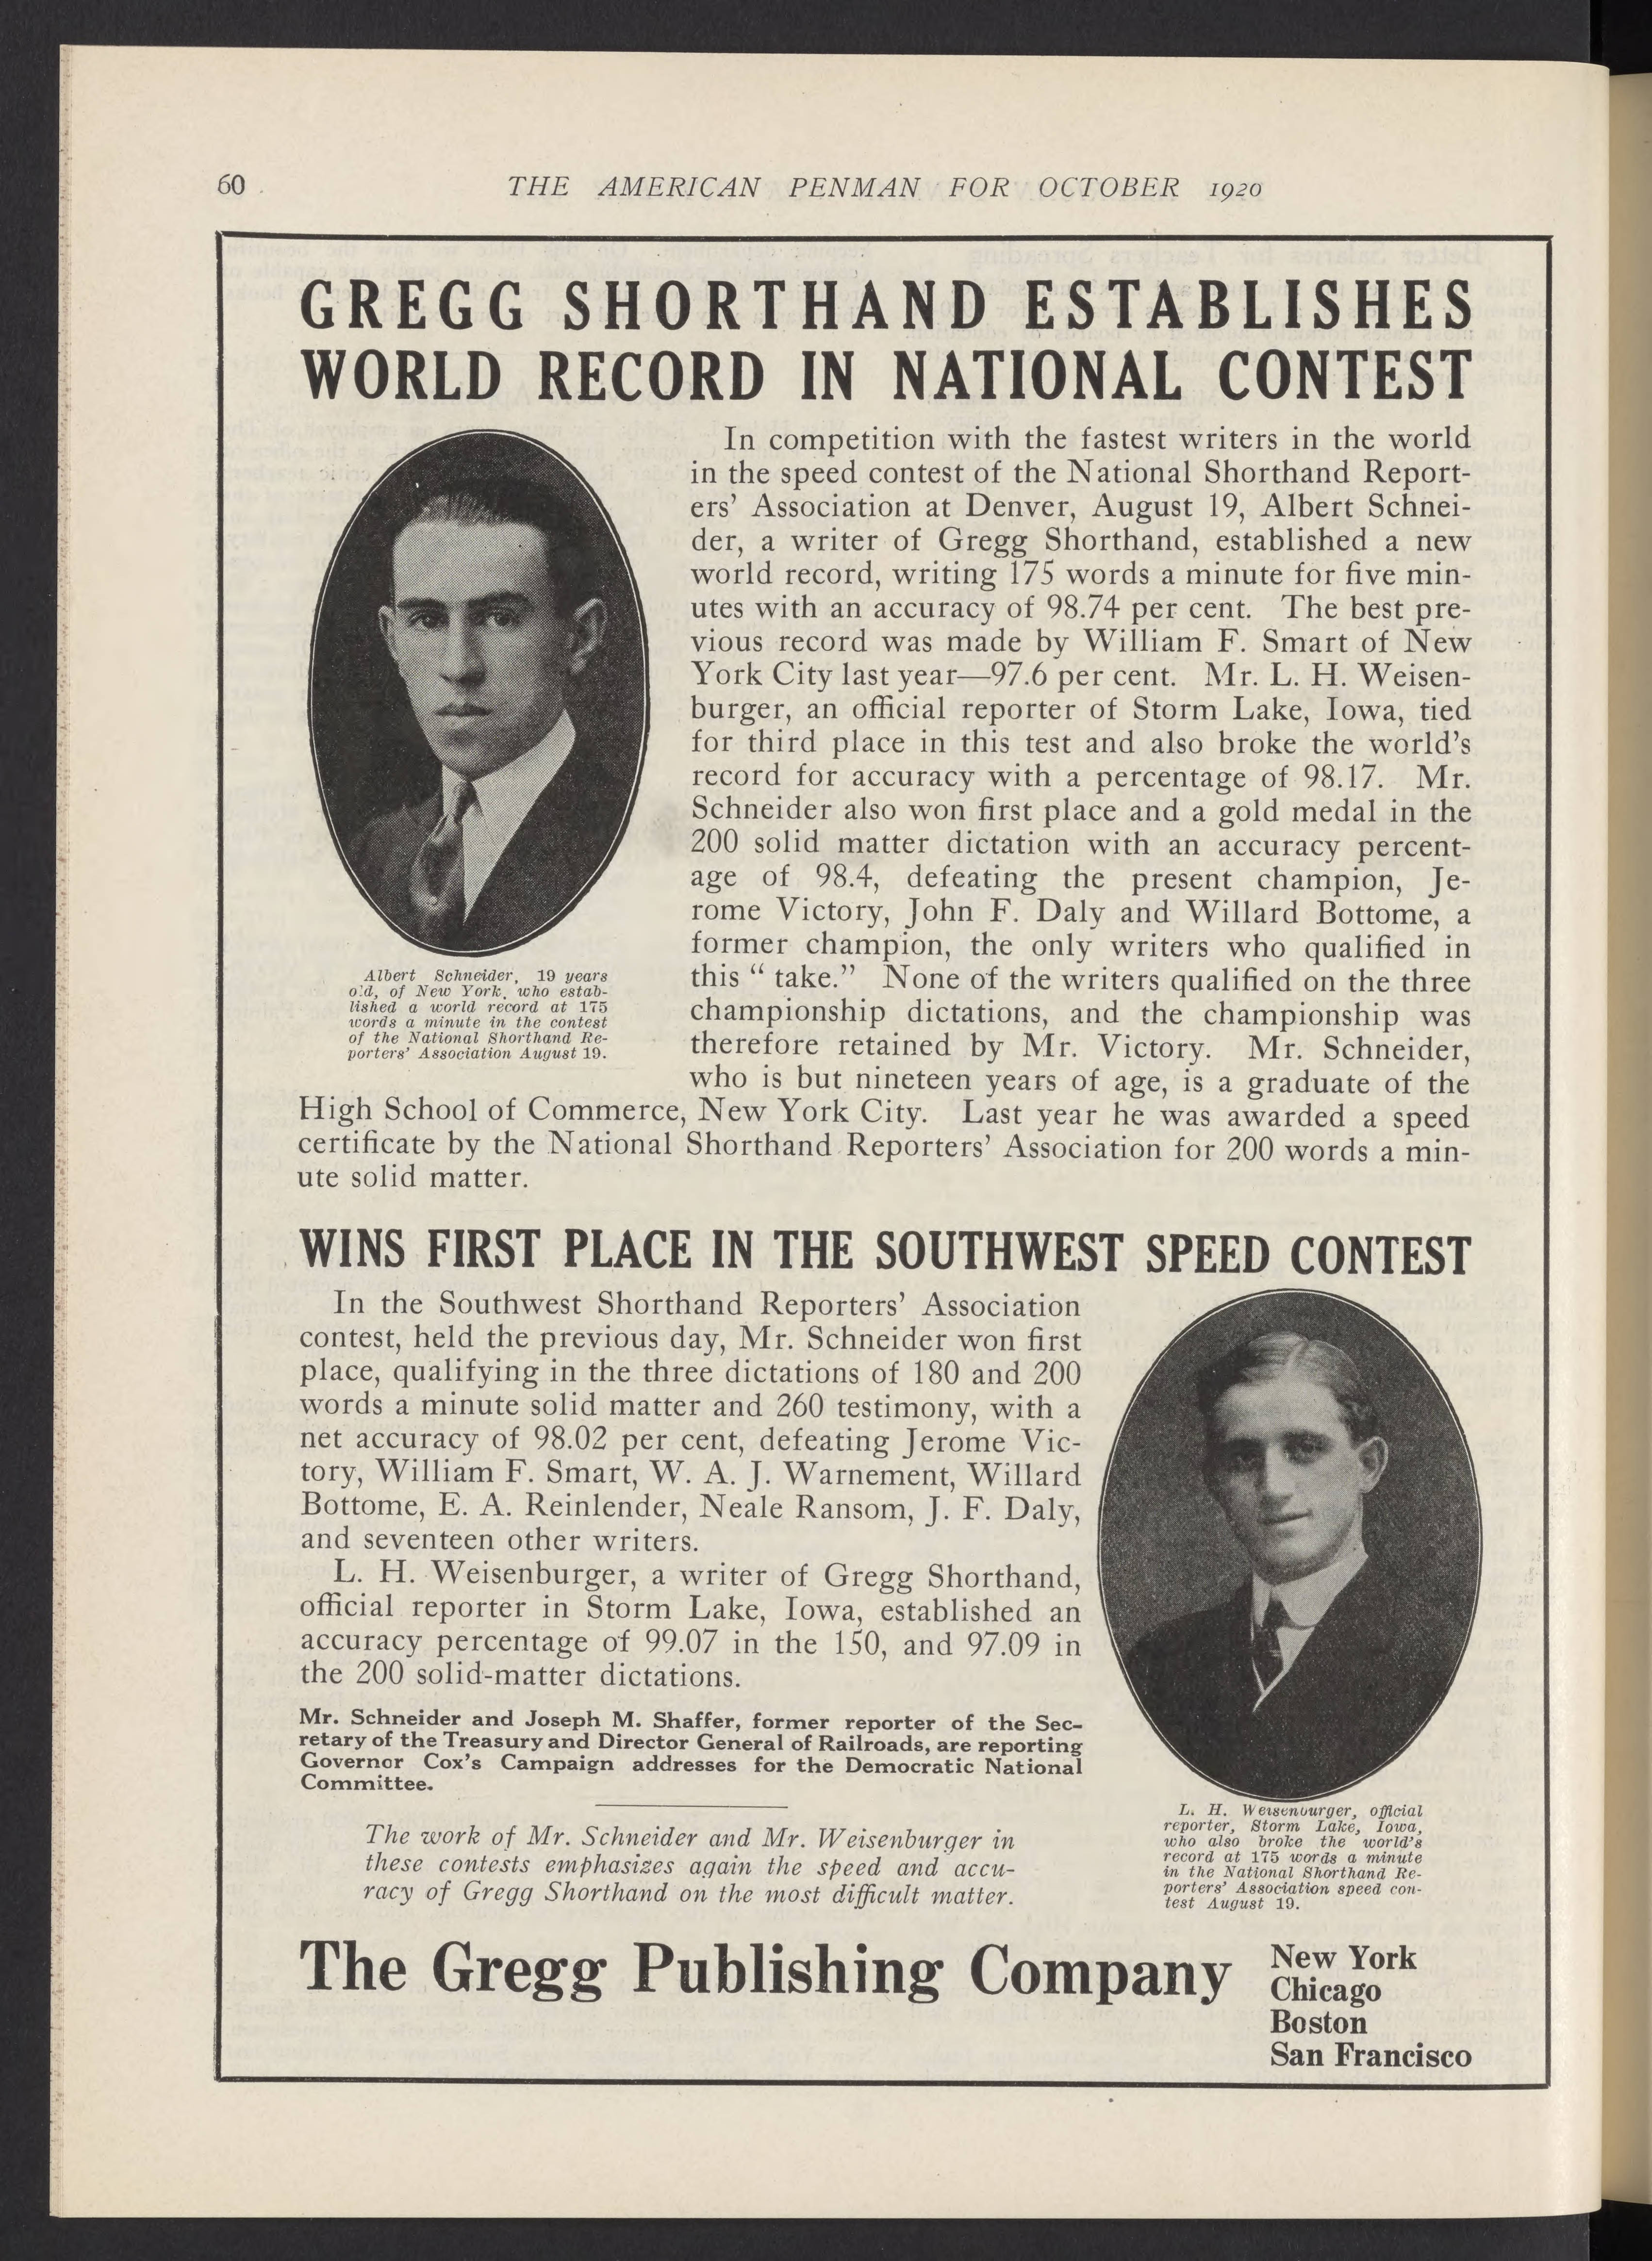 60
THE AMERICAN PENMAN FOR OCTOBER 1920
GREGG SHORTHAND ESTABLISHES
WORLD RECORD IN NATIONAL CONTEST
In competition with the fastest writers in the world
in the speed contest of the National Shorthand Report-
ers' Association at Denver, August 19, Albert Schnei-
der, a writer of Gregg Shorthand, established a new
world record, writing 175 words a minute for five min-
utes with an accuracy of 98.74 per cent. The best pre-
vious record was made by William F. Smart of New
York City last year—97.6 per cent. Mr. L. H. Weisen-
burger, an official reporter of Storm Lake, Iowa, tied
for third place in this test and also broke the world's
record for accuracy with a percentage of 98.17. Mr.
Schneider also won first place and a gold medal in the
200 solid matter dictation with an accuracy percent-
age of 98.4, defeating the present champion, Je-
rome Victory, John F. Daly and Willard Bottome, a
former champion, the only writers who qualified in
this “ take.” None of the writers qualified on the three
championship dictations, and the championship was
therefore retained by Mr. Victory. Mr. Schneider,
who is but nineteen years of age, is a graduate of the
High School of Commerce, New York City. Last year he was awarded a speed
certificate by the National Shorthand Reporters' Association for 200 words a min-
ute solid matter.
Albert Schneider, 19 years
old, of New York, who estab-
lished a world record at 175
words a minute in the contest
of the National Shorthand Re-
porters' Association August 19.
WINS FIRST PLACE IN THE SOUTHWEST SPEED CONTEST
In the Southwest Shorthand Reporters' Association
contest, held the previous day, Mr. Schneider won first
place, qualifying in the three dictations of 180 and 200
words a minute solid matter and 260 testimony, with a
net accuracy of 98.02 per cent, defeating Jerome Vic-
tory, William F. Smart, W. A. J. Warnement, Willard
Bottome, E. A. Reinlender, Neale Ransom, J. F. Daly,
and seventeen other writers.
L. H. Weisenburger, a writer of Gregg Shorthand,
official reporter in Storm Lake, Iowa, established an
accuracy percentage of 99.07 in the 150, and 97.09 in
the 200 solid-matter dictations.
Mr. Schneider and Joseph M. Shaffer, former reporter of the Sec-
retary of the Treasury and Director General of Railroads, are reporting
Governor Cox's Campaign addresses for the Democratic National
Committee.
The work of Mr. Schneider and Mr. Weisenburger in
these contests emphasizes again the speed and accu-
racy of Gregg Shorthand on the most difficult matter.
L. H. Weisenburger, official
reporter, Storm Lake, Iowa,
who also broke the world's
record at 175 words a minute
in the National Shorthand Re-
porters' Association speed con-
test August 19.
The Gregg Publishing Company
New York
Chicago
Boston
San Francisco